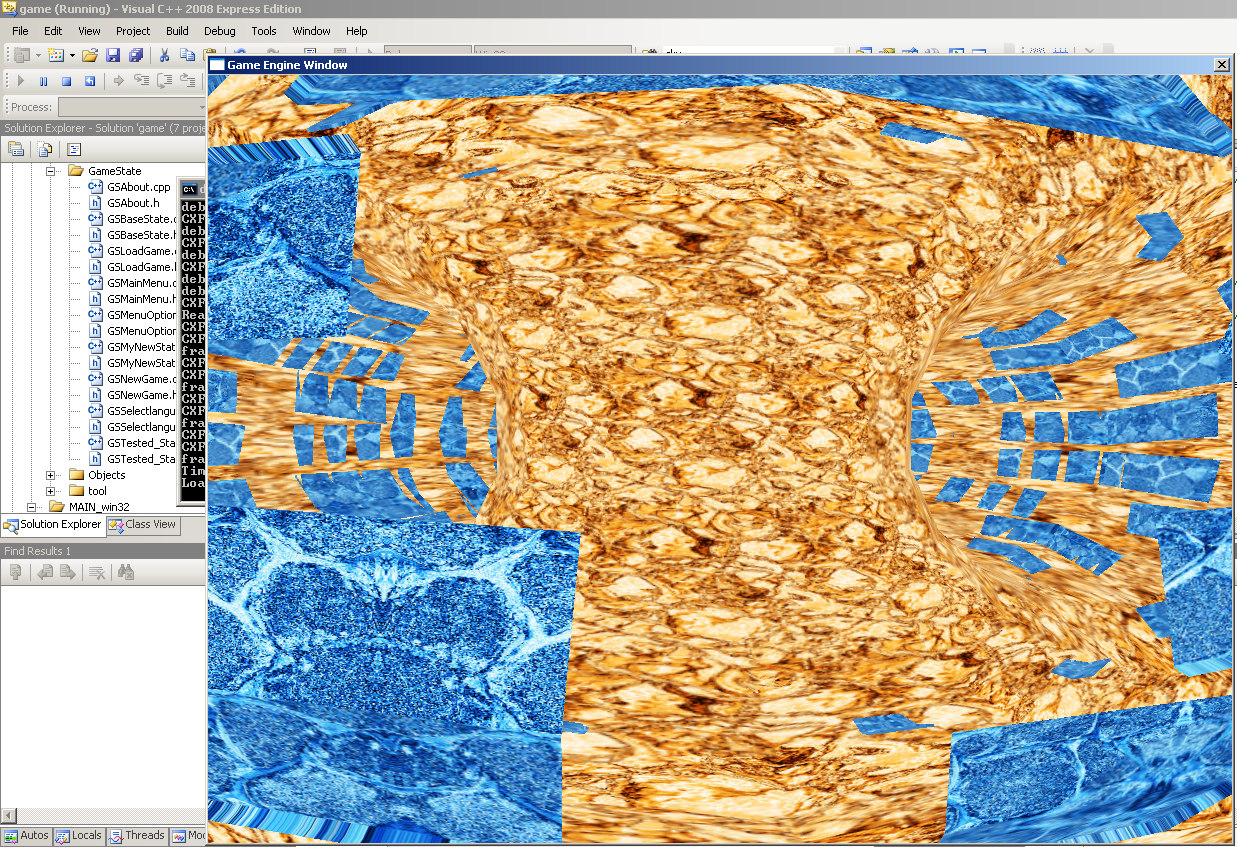 game (Running) - Visual C++ 2008 Express Edition
File Edit View Project Build Debug Tools Window Help
Game Engine Window
Process:
Solution Explorer - Solution 'game' (7 proje
GameState
GSAbout.cpp
GSAbout.h
GSBaseState.c
GSBaseState.h
GSLoadGame.c
GSLoadGame.h
GSMainMenu.c
GSMainMenu.h
GSMenuOption
GSMenuOption
GSMyNewStat
GSMyNewStat
GSNewGame.c
GSNewGame.h
GSSelectlangu
GSSelectlangu
GSTested_Sta
GSTested_Sta
Objects
tool
MAIN_win32
deb
CXF
deb
CXF
deb
CXF
deb
deb
CXF
Rea
CXF
CXF
fra
CXF
CXF
fra
CXF
CXF
fra
CXF
CXF
fra
Tim
Loa
Solution Explorer Class View
Find Results 1
Autos Locals Threads Mo